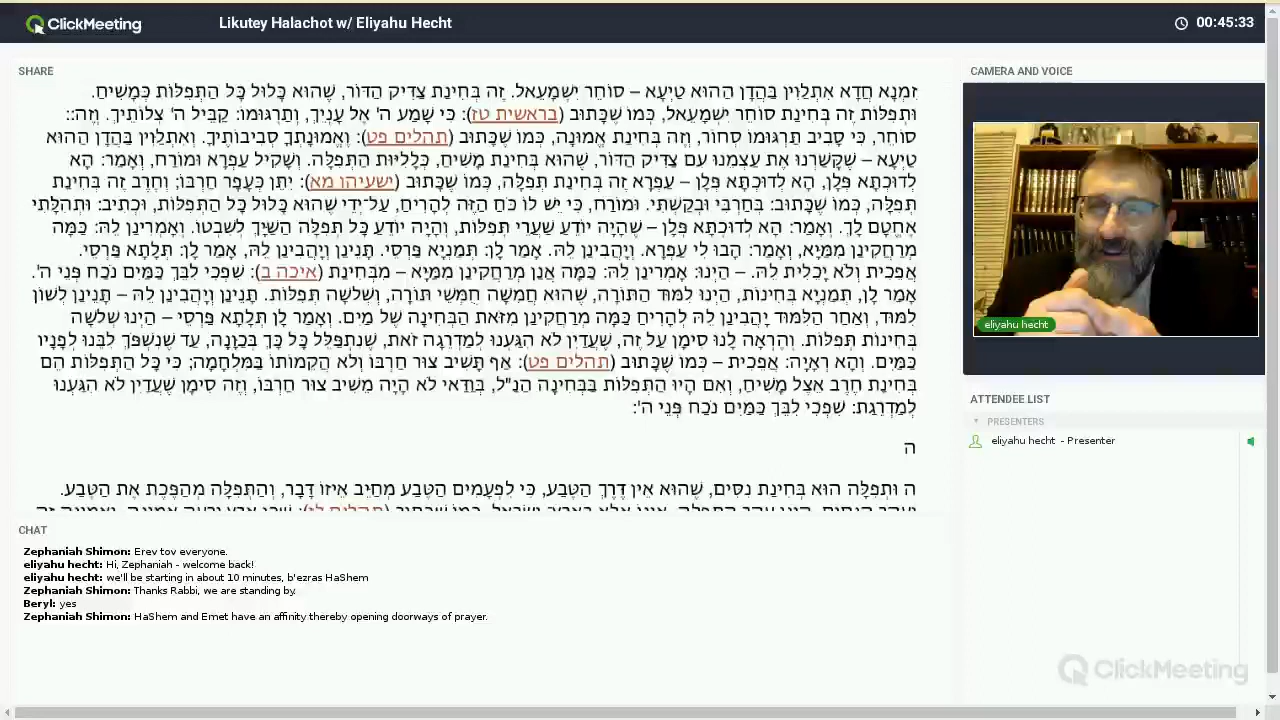 ClickMeeting
Likutey Halachot w/ Eliyahu Hecht
00:45:33
SHARE
זִמְנָא חֲדָא אִתְלַוִּין בַּהֲדָן הַהוּא טַיְעָא – סוֹחֵר יִשְׁמָעֵאל. זֶה בְּחִינַת צַדִּיק הַדּוֹר, שֶׁהוּא כָּלוּל כָּל הַתְּפִלּוֹת כְּמָשִׁיחַ.
וּתְפִלּוֹת זֶה בְּחִינַת סוֹחֵר יִשְׁמָעֵאל, כְּמוֹ שֶׁכָּתוּב (בראשית טז): כִּי שָׁמַע ה' אֶל עָנְיֵךְ, וְתַרְגּוּמוֹ: קַבִּיל ה' צְלוֹתֵיךְ. וְזֶה::
סוֹחֵר, כִּי סָבִיב תַּרְגּוּמוֹ סְחוֹר, וְזֶה בְּחִינַת אֱמוּנָה, כְּמוֹ שֶׁכָּתוּב (תהלים פט): וֶאֱמוּנָתְךָ סְבִיבוֹתֶיךָ. וְאִתְלַוִּין בַּהֲדָן הַהוּא
טַיְעָא – שֶׁקָּשַׁרְנוּ אֶת עַצְמֵנוּ עִם צַדִּיק הַדּוֹר, שֶׁהוּא בְּחִינַת מָשִׁיחַ, כְּלָלִיּוּת הַתְּפִלָּה. וְשָׁקִיל עַפְרָא וּמוֹרַח, וְאָמַר: הָא
לְדוּכְתָּא פְּלָן, הָא לְדוּכְתָּא פְּלָן – עַפְרָא זֶה בְּחִינַת תְּפִלָּה, כְּמוֹ שֶׁכָּתוּב (ישעיהו מא): יִתֵּן כֶּעָפָר חַרְבּוֹ; וְחֶרֶב זֶה בְּחִינַת
תְּפִלָּה, כְּמוֹ שֶׁכָּתוּב: בְּחַרְבִּי וּבְקַשְׁתִּי. וּמוֹרַח, כִּי יֵשׁ לוֹ כֹּחַ הַזֶּה לְהָרִיחַ, עַל־יְדֵי שֶׁהוּא כָּלוּל כָּל הַתְּפִלּוֹת, וּכְתִיב: וּתְהִלָּתִי
אֶחֱטָם לָךְ. וְאָמַר: הָא לְדוּכְתָּא פְּלָן – שֶׁהָיָה יוֹדֵעַ שַׁעֲרֵי תְּפִלּוֹת, וְהָיָה יוֹדֵעַ כָּל תְּפִלָּה הַשַּׁיָּךְ לְשִׁבְטוֹ. וְאָמְרִינַן לֵהּ: כַּמָּה
מְרַחֲקִינַן מִמַּיָּא, וְאָמַר: הָבוּ לִי עַפְרָא. וִיַהֲבִינַן לֵהּ. אָמַר לָן: תְּמַנְיָא פַּרְסֵי. תָּנֵינַן וְיָהֲבִינַן לֵהּ, אָמַר לָן: תְּלָתָא פַּרְסֵי.
אֲפֵכִית וְלֹא יָכֵלִית לֵהּ. – הַיְנוּ: אָמְרִינַן לֵהּ: כַּמָּה אֲנַן מְרַחֲקִינַן מִמַּיָּא – מִבְּחִינַת (איכה ב): שִׁפְכִי לִבֵּךְ כַּמַּיִם נֹכַח פְּנֵי ה'.
אָמַר לָן, תְּמַנְיָא בְּחִינוֹת, הַיְנוּ לִמּוּד הַתּוֹרָה, שֶׁהוּא חֲמִשָּׁה חֻמְּשֵׁי תּוֹרָה, וְשְׁלֹשָׁה תְּפִלּוֹת. תָּנֵינַן וְיָהֲבִינַן לֵהּ – תָּנֵינַן לְשׁוֹן
לִמּוּד, וְאַחַר הַלִּמּוּד יָהֲבִינַן לֵהּ לְהָרִיחַ כַּמָּה מְרַחֲקִינַן מִזֹּאת הַבְּחִינָה שֶׁל מַיִם. וְאָמַר לָן תְּלָתָא פַּרְסֵי – הַיְנוּ שְׁלֹשָׁה
בְּחִינוֹת תְּפִלּוֹת. וְהֶרְאָה לָנוּ סִימָן עַל זֶה, שֶׁעֲדַיִן לֹא הִגַּעְנוּ לַמַּדְרֵגָה זֹאת, שֶׁנִּתְפַּלֵּל כָּל כָּךְ בְּכַוָּנָה, עַד שֶׁנִּשְׁפֹּךְ לִבֵּנוּ לְפָנָיו
כַּמַּיִם. וְהָא רְאָיָה: אֲפֵכִית – כְּמוֹ שֶׁכָּתוּב (תהלים פט): אַף תָּשִׁיב צוּר חַרְבּוֹ וְלֹא הֲקֵמוֹתוֹ בַּמִּלְחָמָה; כִּי כָּל הַתְּפִלּוֹת הֵם
בְּחִינַת חֶרֶב אֵצֶל מָשִׁיחַ, וְאִם הָיוּ הַתְּפִלּוֹת בַּבְּחִינָה הַנַּ"ל, בְּוַדַּאי לֹא הָיָה מֵשִׁיב צוּר חַרְבּוֹ, וְזֶה סִימָן שֶׁעֲדַיִן לֹא הִגַּעְנוּ
לְמַדְרֵגַת: שִׁפְכִי לִבֵּךְ כַּמַּיִם נֹכַח פְּנֵי ה':
ה
ה וּתְפִלָּה הוּא בְּחִינַת נִסִּים, שֶׁהוּא אֵין דֶּרֶךְ הַטֶּבַע, כִּי לִפְעָמִים הַטֶּבַע מְחַיֵּב אֵיזוֹ דָּבָר, וְהַתְּפִלָּה מְהַפֶּכֶת אֶת הַטֶּבַע.
CAMERA AND VOICE
eliyahu hecht
ATTENDEE LIST
PRESENTERS
eliyahu hecht - Presenter
CHAT
Zephaniah Shimon: Erev tov everyone.
eliyahu hecht: Hi, Zephaniah - welcome back!
eliyahu hecht: we'll be starting in about 10 minutes, b'ezras HaShem
Zephaniah Shimon: Thanks Rabbi, we are standing by.
Beryl: yes
Zephaniah Shimon: HaShem and Emet have an affinity thereby opening doorways of prayer.
ClickMeeting